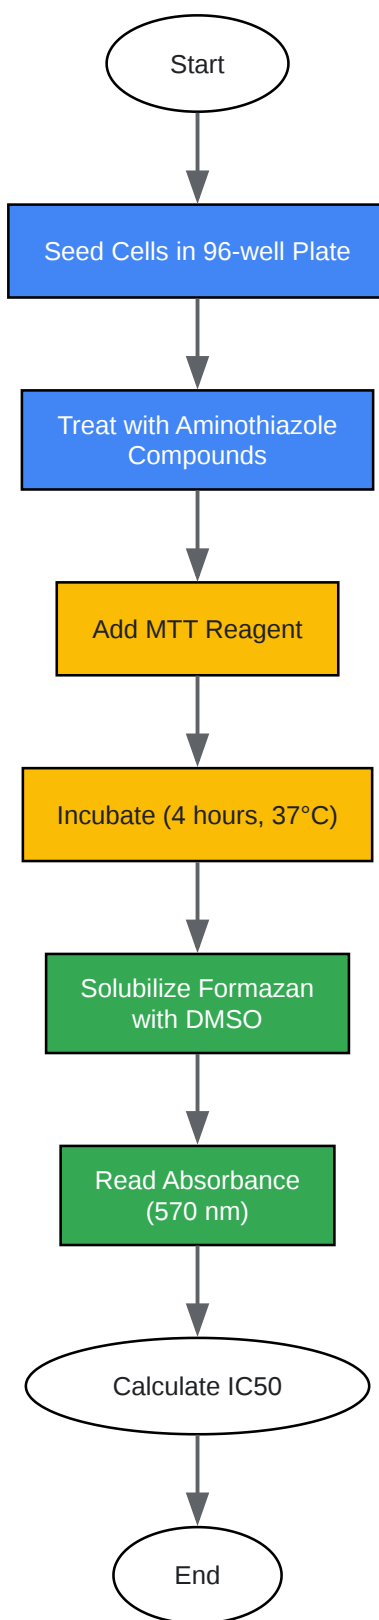 Start
Seed Cells in 96-well Plate
Treat with Aminothiazole
Compounds
Add MTT Reagent
Incubate (4 hours, 37°C)
Solubilize Formazan
with DMSO
Read Absorbance
(570 nm)
Calculate IC50
End